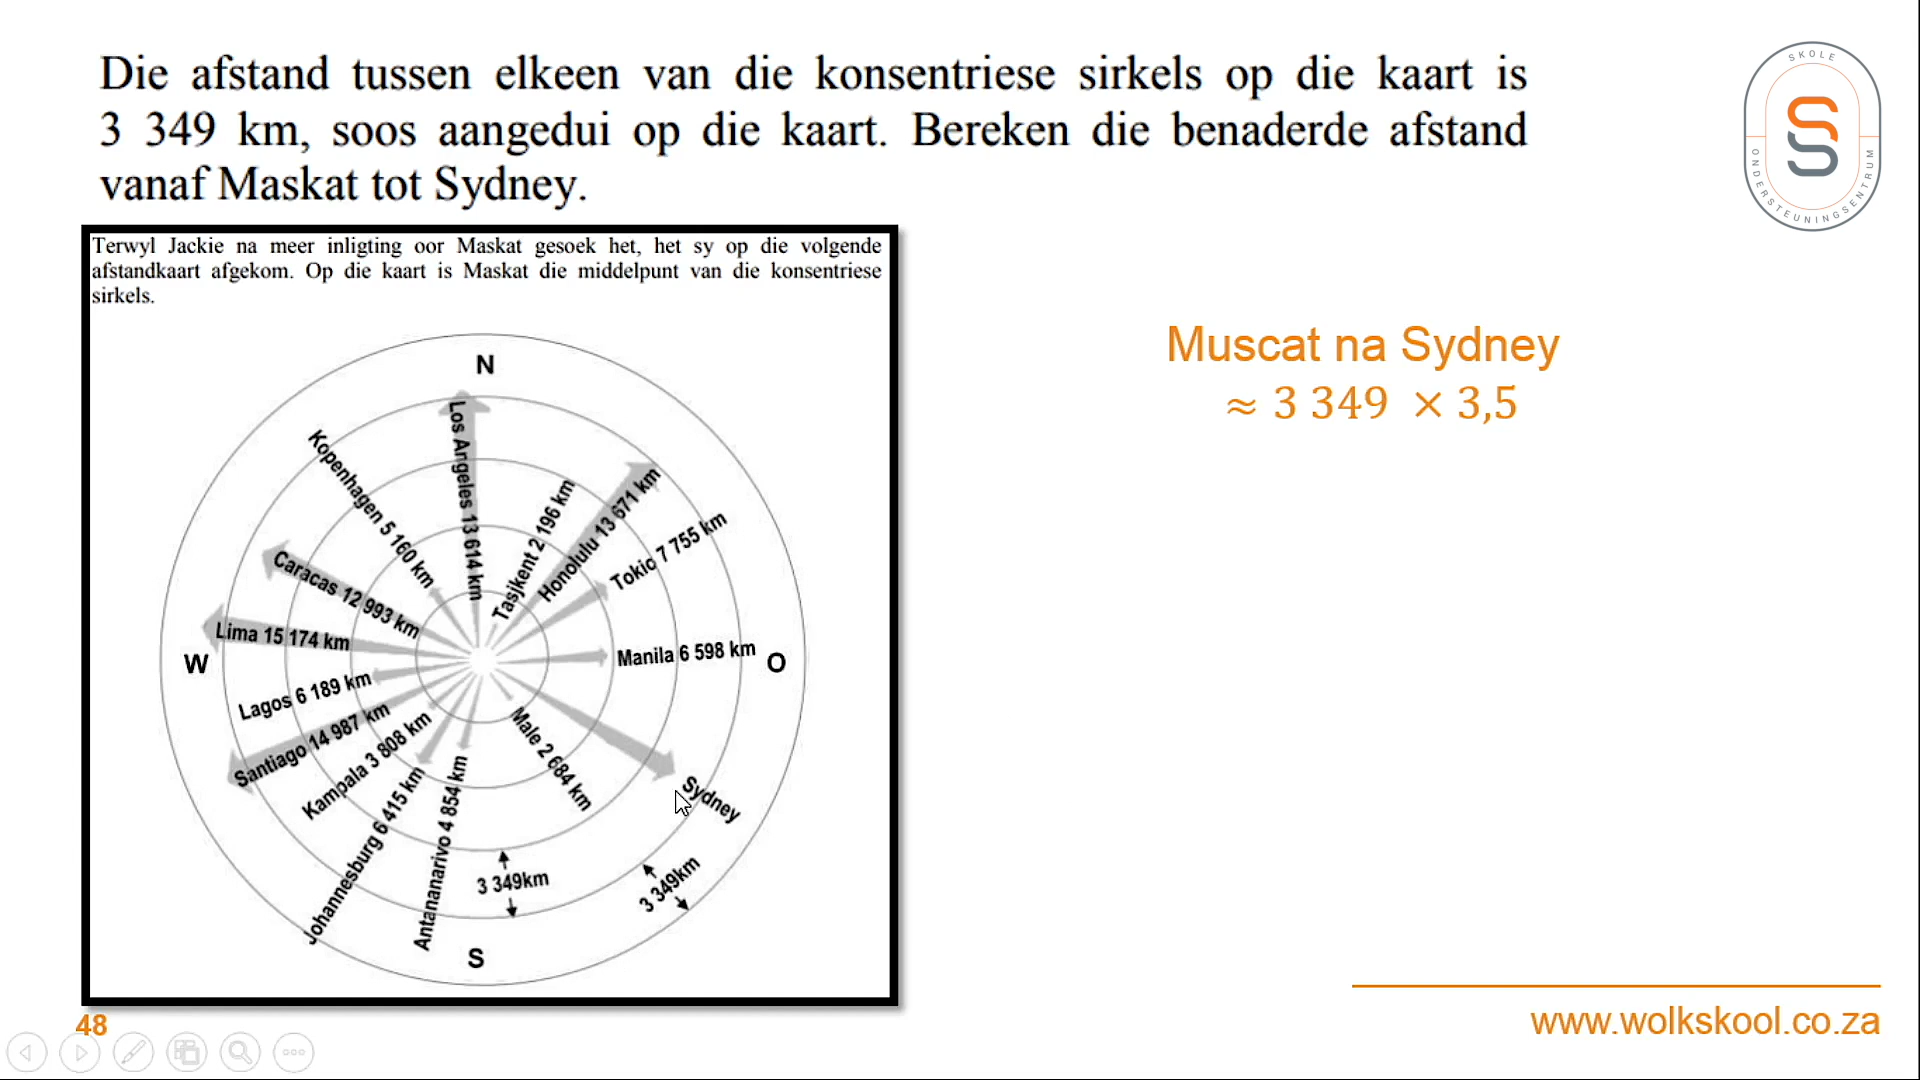 Die afstand tussen elkeen van die konsentriese sirkels op die kaart is
3 349 km, soos aangedui op die kaart. Bereken die benaderde afstand
vanaf Maskat tot Sydney.
SKOLE
ONDERSTEUNINGSENTRUM
Terwyl Jackie na meer inligting oor Maskat gesoek het, het sy op die volgende
afstandkaart afgekom. Op die kaart is Maskat die middelpunt van die konsentriese
sirkels.
N
Los Angeles 13 614 km
Kopenhagen 5 160 km
Tasjkent 2 196 km
Honolulu 13 671 km
Tokio 7 755 km
Caracas 12 993 km
Lima 15 174 km
Manila 6 598 km
W
O
Lagos 6 189 km
Santiago 14 987 km
Kampala 3 808 km
Johannesburg 6 415 km
Antananarivo 4 854 km
Male 2 684 km
Sydney
3 349km
3 349km
S
Muscat na Sydney
≈ 3 349 × 3,5
48
www.wolkskool.co.za